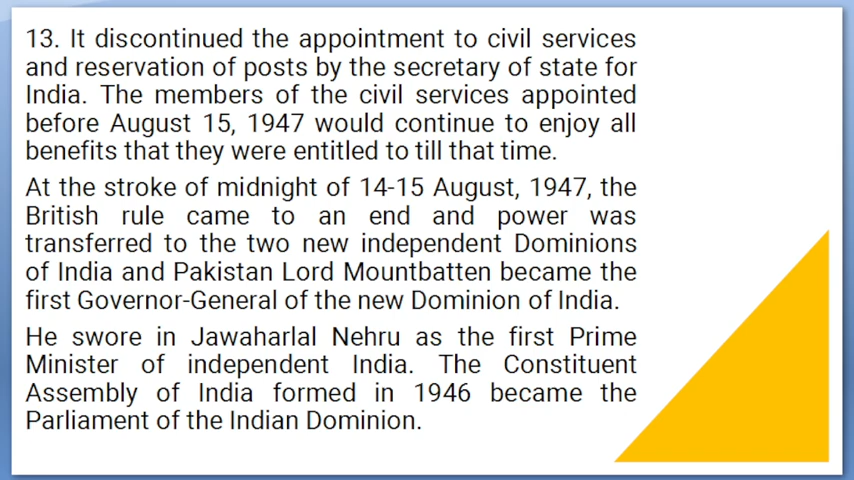 13. It discontinued the appointment to civil services
and reservation of posts by the secretary of state for
India. The members of the civil services appointed
before August 15, 1947 would continue to enjoy all
benefits that they were entitled to till that time.
At the stroke of midnight of 14-15 August, 1947, the
British rule came to an end and power was
transferred to the two new independent Dominions
of India and Pakistan Lord Mountbatten became the
first Governor-General of the new Dominion of India.
He swore in Jawaharlal Nehru as the first Prime
Minister of independent India. The Constituent
Assembly of India formed in 1946 became the
Parliament of the Indian Dominion.